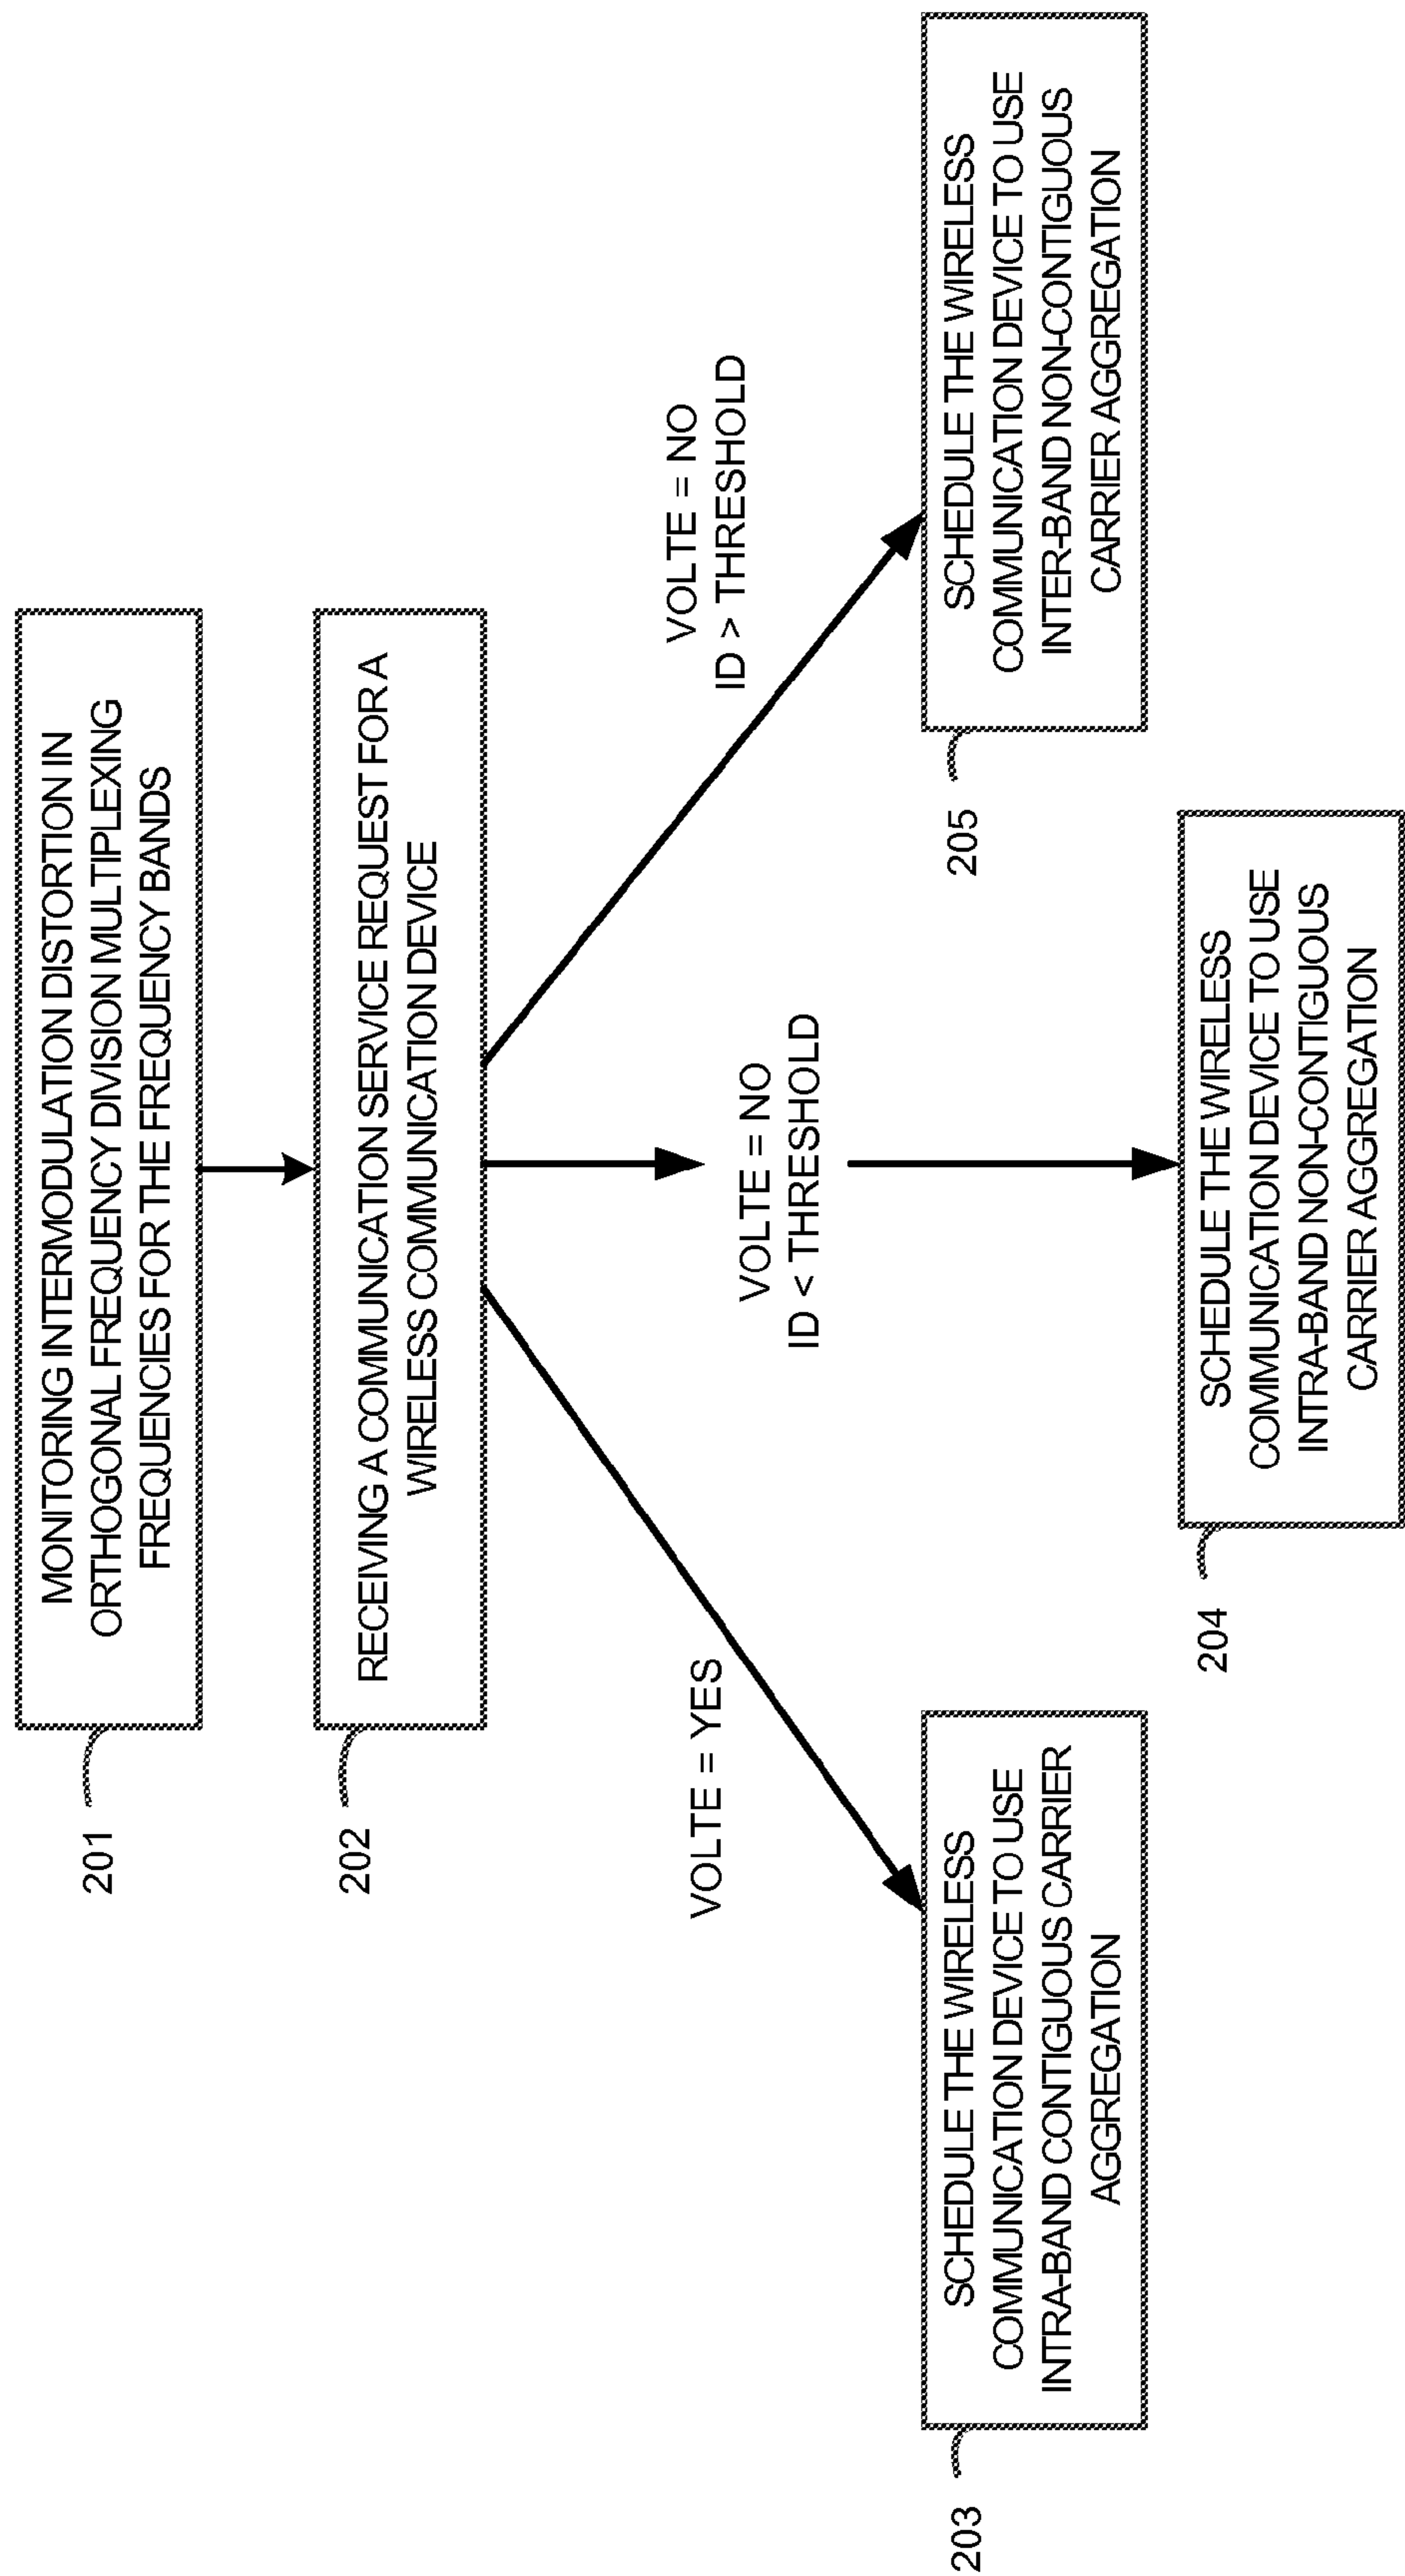 MONITORING INTERMODULATION DISTORTION IN
ORTHOGONAL FREQUENCY DIVISION MULTIPLEXING
FREQUENCIES FOR THE FREQUENCY BANDS
201
RECEIVING A COMMUNICATION SERVICE REQUEST FOR A
WIRELESS COMMUNICATION DEVICE
202
VOLTE = YES
VOLTE = NO
ID < THRESHOLD
VOLTE = NO
ID > THRESHOLD
SCHEDULE THE WIRELESS
COMMUNICATION DEVICE TO USE
INTRA-BAND CONTIGUOUS CARRIER
AGGREGATION
203
SCHEDULE THE WIRELESS
COMMUNICATION DEVICE TO USE
INTRA-BAND NON-CONTIGUOUS
CARRIER AGGREGATION
204
SCHEDULE THE WIRELESS
COMMUNICATION DEVICE TO USE
INTER-BAND NON-CONTIGUOUS
CARRIER AGGREGATION
205